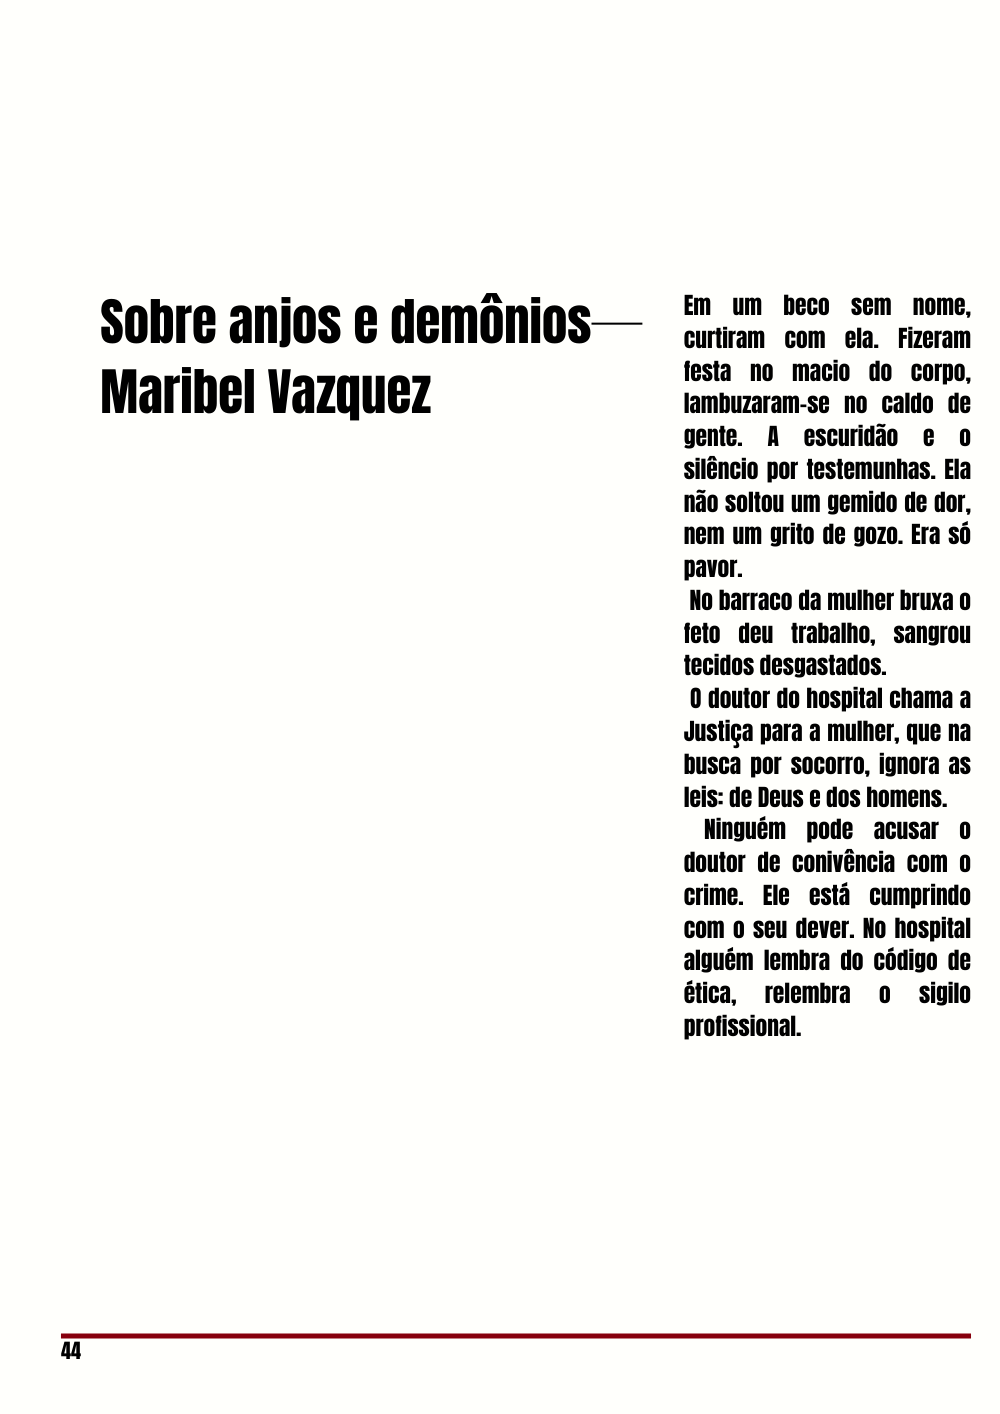 Sobre anjos e demônios—
Maribel Vazquez
Em um beco sem nome,
curtiram com ela. Fizeram
festa no macio do corpo,
lambuzaram-se no caldo de
gente. A escuridão e o
silêncio por testemunhas. Ela
não soltou um gemido de dor,
nem um grito de gozo. Era só
pavor.
No barraco da mulher bruxa o
feto deu trabalho, sangrou
tecidos desgastados.
O doutor do hospital chama a
Justiça para a mulher, que na
busca por socorro, ignora as
leis: de Deus e dos homens.
Ninguém pode acusar o
doutor de conivência com o
crime. Ele está cumprindo
com o seu dever. No hospital
alguém lembra do código de
ética, relembra o sigilo
profissional.
44